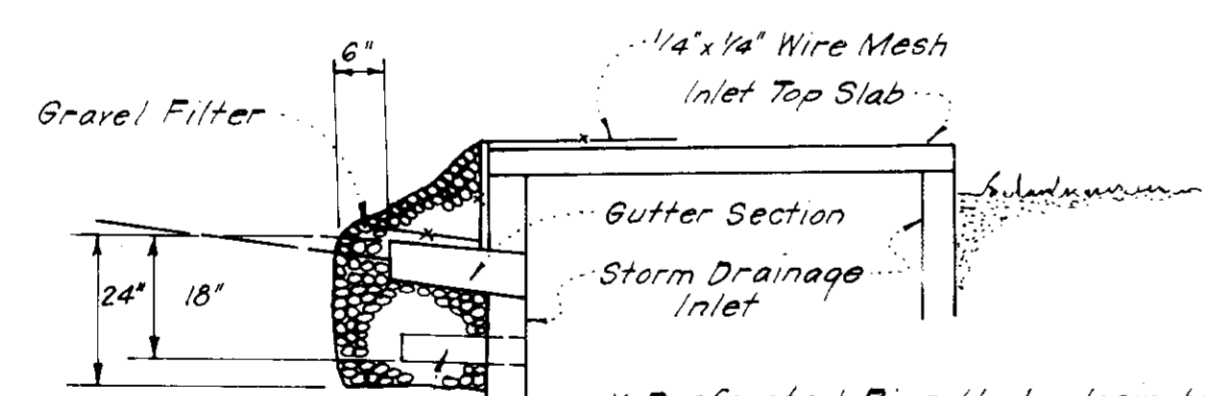 6"
1/4" x 1/4" Wire Mesh
Inlet Top Slab
Gravel Filter
Gutter Section
Storm Drainage
Inlet
24"
18"